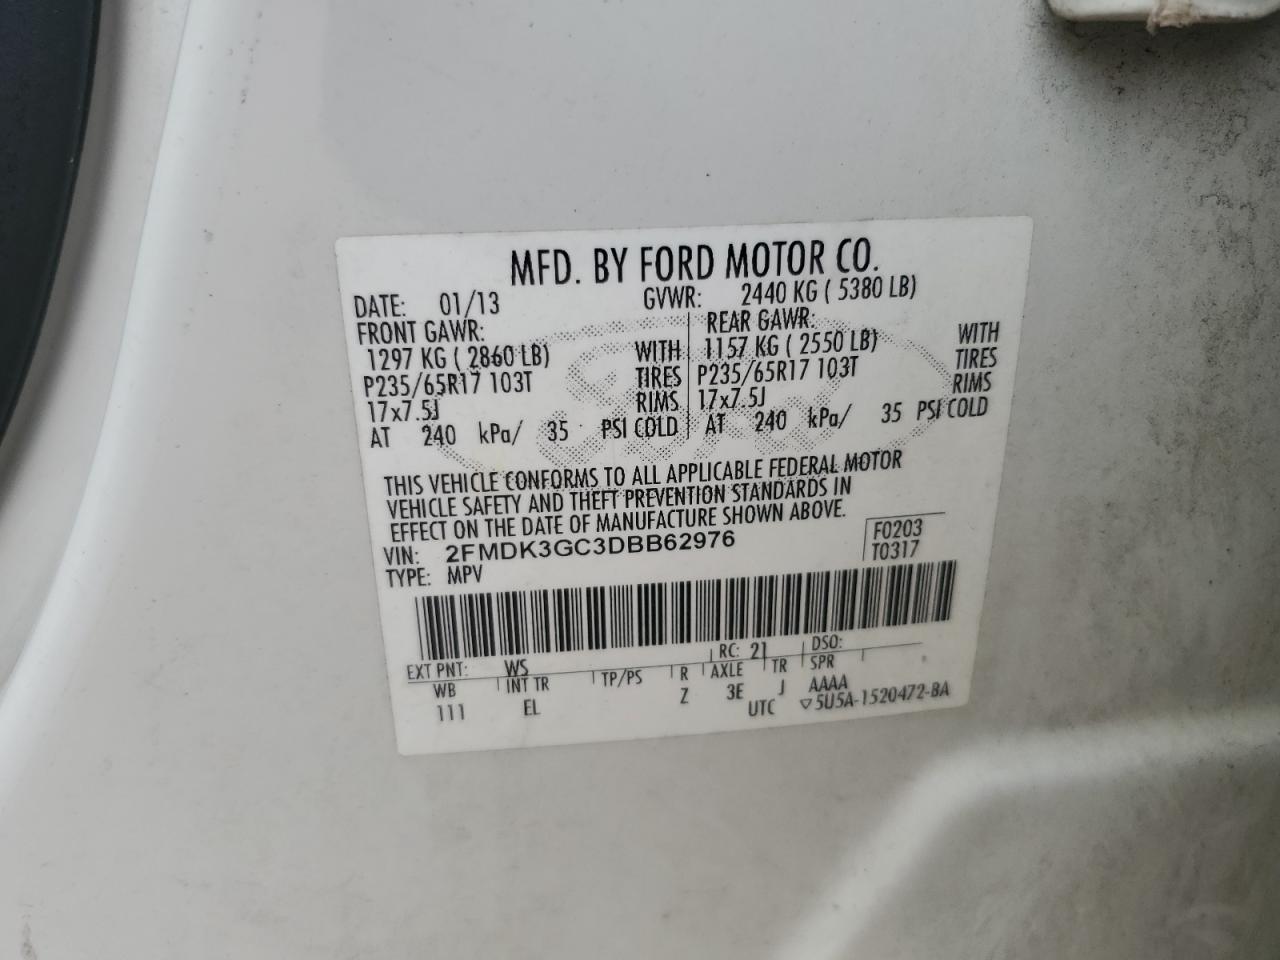 MFD. BY FORD MOTOR CO.
DATE: 01/13 GVWR: 2440 KG ( 5380 LB)
FRONT GAWR: REAR GAWR:
1297 KG ( 2860 LB) WITH 1157 KG ( 2550 LB) WITH
P235/65R17 103T TIRES P235/65R17 103T TIRES
17x7.5J RIMS 17x7.5J RIMS
AT 240 kPa/ 35 PSI COLD AT 240 kPa/ 35 PSI COLD
THIS VEHICLE CONFORMS TO ALL APPLICABLE FEDERAL MOTOR
VEHICLE SAFETY AND THEFT PREVENTION STANDARDS IN
EFFECT ON THE DATE OF MANUFACTURE SHOWN ABOVE.
VIN: 2FMDK3GC3DBB62976 F0203
TYPE: MPV T0317
EXT PNT: WS RC: 21 DSO:
WB INT TR TP/PS R AXLE TR SPR
111 EL Z 3E J AAAA
UTC ▽5U5A-1520472-BA